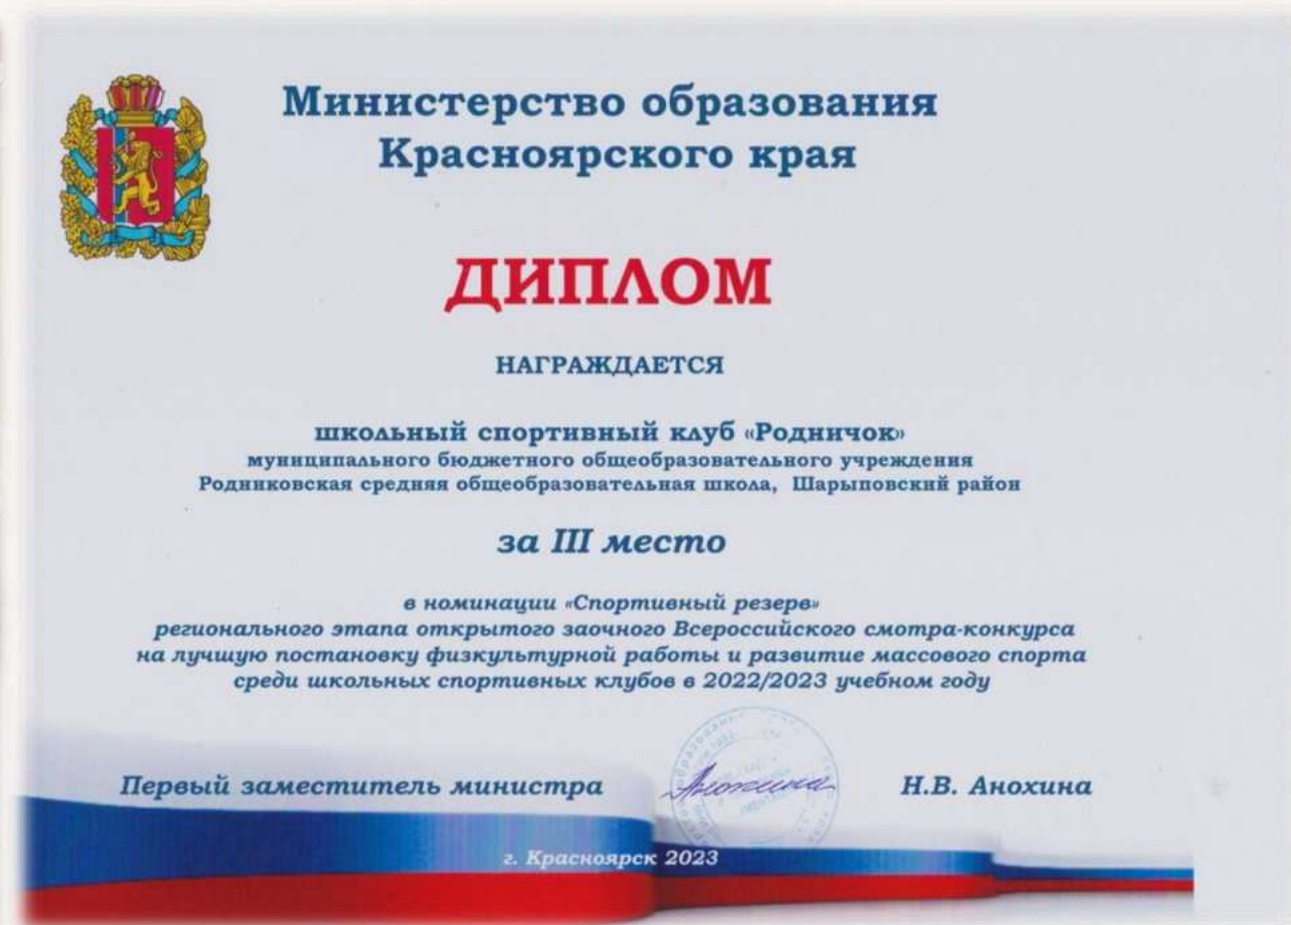 Министерство образования
Красноярского края
ДИПЛОМ
НАГРАЖДАЕТСЯ
школьный спортивный клуб «Родничок»
муниципального бюджетного общеобразовательного учреждения
Родниковская средняя общеобразовательная школа, Шарыповский район
за III место
в номинации «Спортивный резерв»
регионального этапа открытого заочного Всероссийского смотра-конкурса
на лучшую постановку физкультурной работы и развитие массового спорта
среди школьных спортивных клубов в 2022/2023 учебном году
Первый заместитель министра Анохина Н.В. Анохина
г. Красноярск 2023